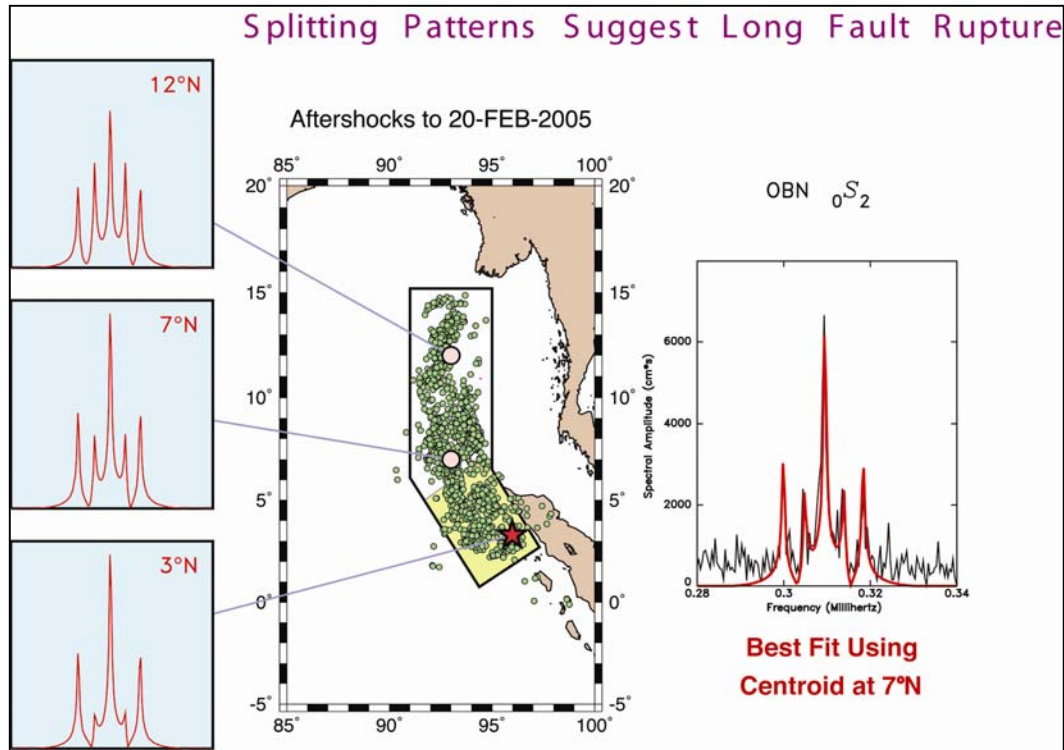 Splitting Patterns Suggest Long Fault Rupture
12°N
7°N
3°N
Aftershocks to 20-FEB-2005
85° 90° 95° 100°
20° 20°
15° 15°
10° 10°
5° 5°
0° 0°
-5° -5°
85° 90° 95° 100°
OBN ₀S₂
Spectral Amplitude (cm*s)
6000
4000
2000
0
0.28 0.3 0.32 0.34
Frequency (Millihertz)
Best Fit Using
Centroid at 7°N